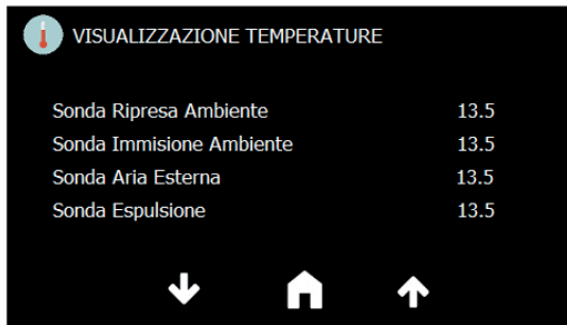 VISUALIZZAZIONE TEMPERATURE
Sonda Ripresa Ambiente 13.5
Sonda Immisione Ambiente 13.5
Sonda Aria Esterna 13.5
Sonda Espulsione 13.5